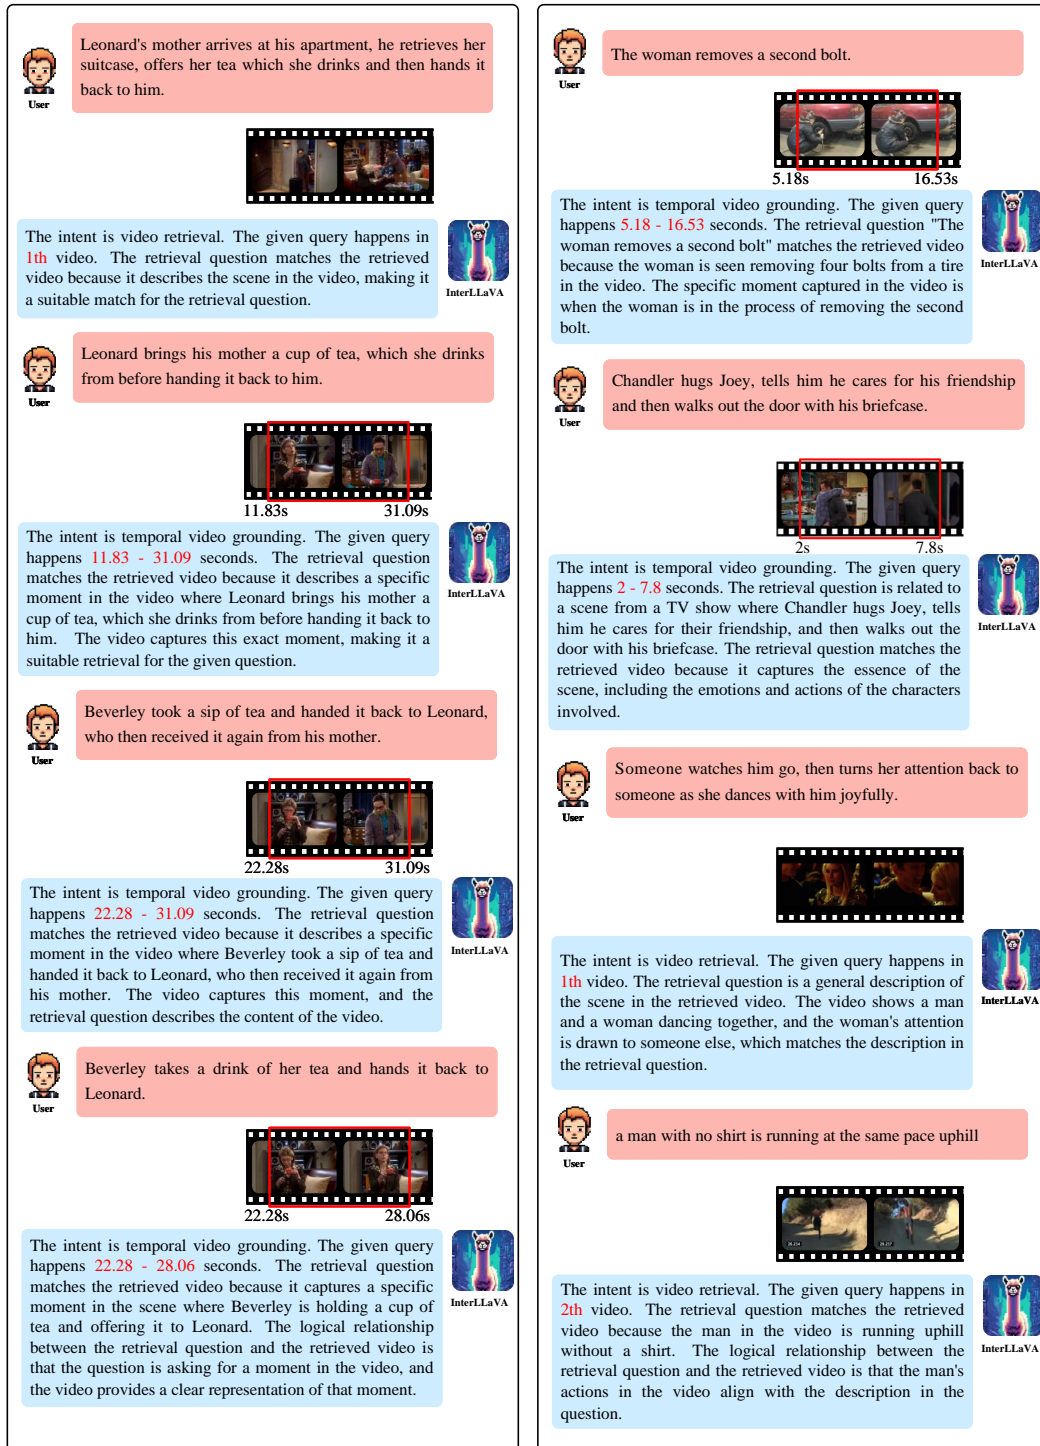 Leonard's mother arrives at his apartment, he retrieves her
suitcase, offers her tea which she drinks and then hands it
back to him.
User
The intent is video retrieval. The given query happens in
1th video. The retrieval question matches the retrieved
video because it describes the scene in the video, making it
a suitable match for the retrieval question.
InterLLaVA
Leonard brings his mother a cup of tea, which she drinks
from before handing it back to him.
User
11.83s 31.09s
The intent is temporal video grounding. The given query
happens 11.83 - 31.09 seconds. The retrieval question
matches the retrieved video because it describes a specific
moment in the video where Leonard brings his mother a
cup of tea, which she drinks from before handing it back to
him. The video captures this exact moment, making it a
suitable retrieval for the given question.
InterLLaVA
Beverley took a sip of tea and handed it back to Leonard,
who then received it again from his mother.
User
22.28s 31.09s
The intent is temporal video grounding. The given query
happens 22.28 - 31.09 seconds. The retrieval question
matches the retrieved video because it describes a specific
moment in the video where Beverley took a sip of tea and
handed it back to Leonard, who then received it again from
his mother. The video captures this moment, and the
retrieval question describes the content of the video.
InterLLaVA
Beverley takes a drink of her tea and hands it back to
Leonard.
User
22.28s 28.06s
The intent is temporal video grounding. The given query
happens 22.28 - 28.06 seconds. The retrieval question
matches the retrieved video because it captures a specific
moment in the scene where Beverley is holding a cup of
tea and offering it to Leonard. The logical relationship
between the retrieval question and the retrieved video is
that the question is asking for a moment in the video, and
the video provides a clear representation of that moment.
InterLLaVA
The woman removes a second bolt.
User
5.18s 16.53s
The intent is temporal video grounding. The given query
happens 5.18 - 16.53 seconds. The retrieval question "The
woman removes a second bolt" matches the retrieved video
because the woman is seen removing four bolts from a tire
in the video. The specific moment captured in the video is
when the woman is in the process of removing the second
bolt.
InterLLaVA
Chandler hugs Joey, tells him he cares for his friendship
and then walks out the door with his briefcase.
User
2s 7.8s
The intent is temporal video grounding. The given query
happens 2 - 7.8 seconds. The retrieval question is related to
a scene from a TV show where Chandler hugs Joey, tells
him he cares for their friendship, and then walks out the
door with his briefcase. The retrieval question matches the
retrieved video because it captures the essence of the
scene, including the emotions and actions of the characters
involved.
InterLLaVA
Someone watches him go, then turns her attention back to
someone as she dances with him joyfully.
User
The intent is video retrieval. The given query happens in
1th video. The retrieval question is a general description of
the scene in the retrieved video. The video shows a man
and a woman dancing together, and the woman's attention
is drawn to someone else, which matches the description in
the retrieval question.
InterLLaVA
a man with no shirt is running at the same pace uphill
User
The intent is video retrieval. The given query happens in
2th video. The retrieval question matches the retrieved
video because the man in the video is running uphill
without a shirt. The logical relationship between the
retrieval question and the retrieved video is that the man's
actions in the video align with the description in the
question.
InterLLaVA